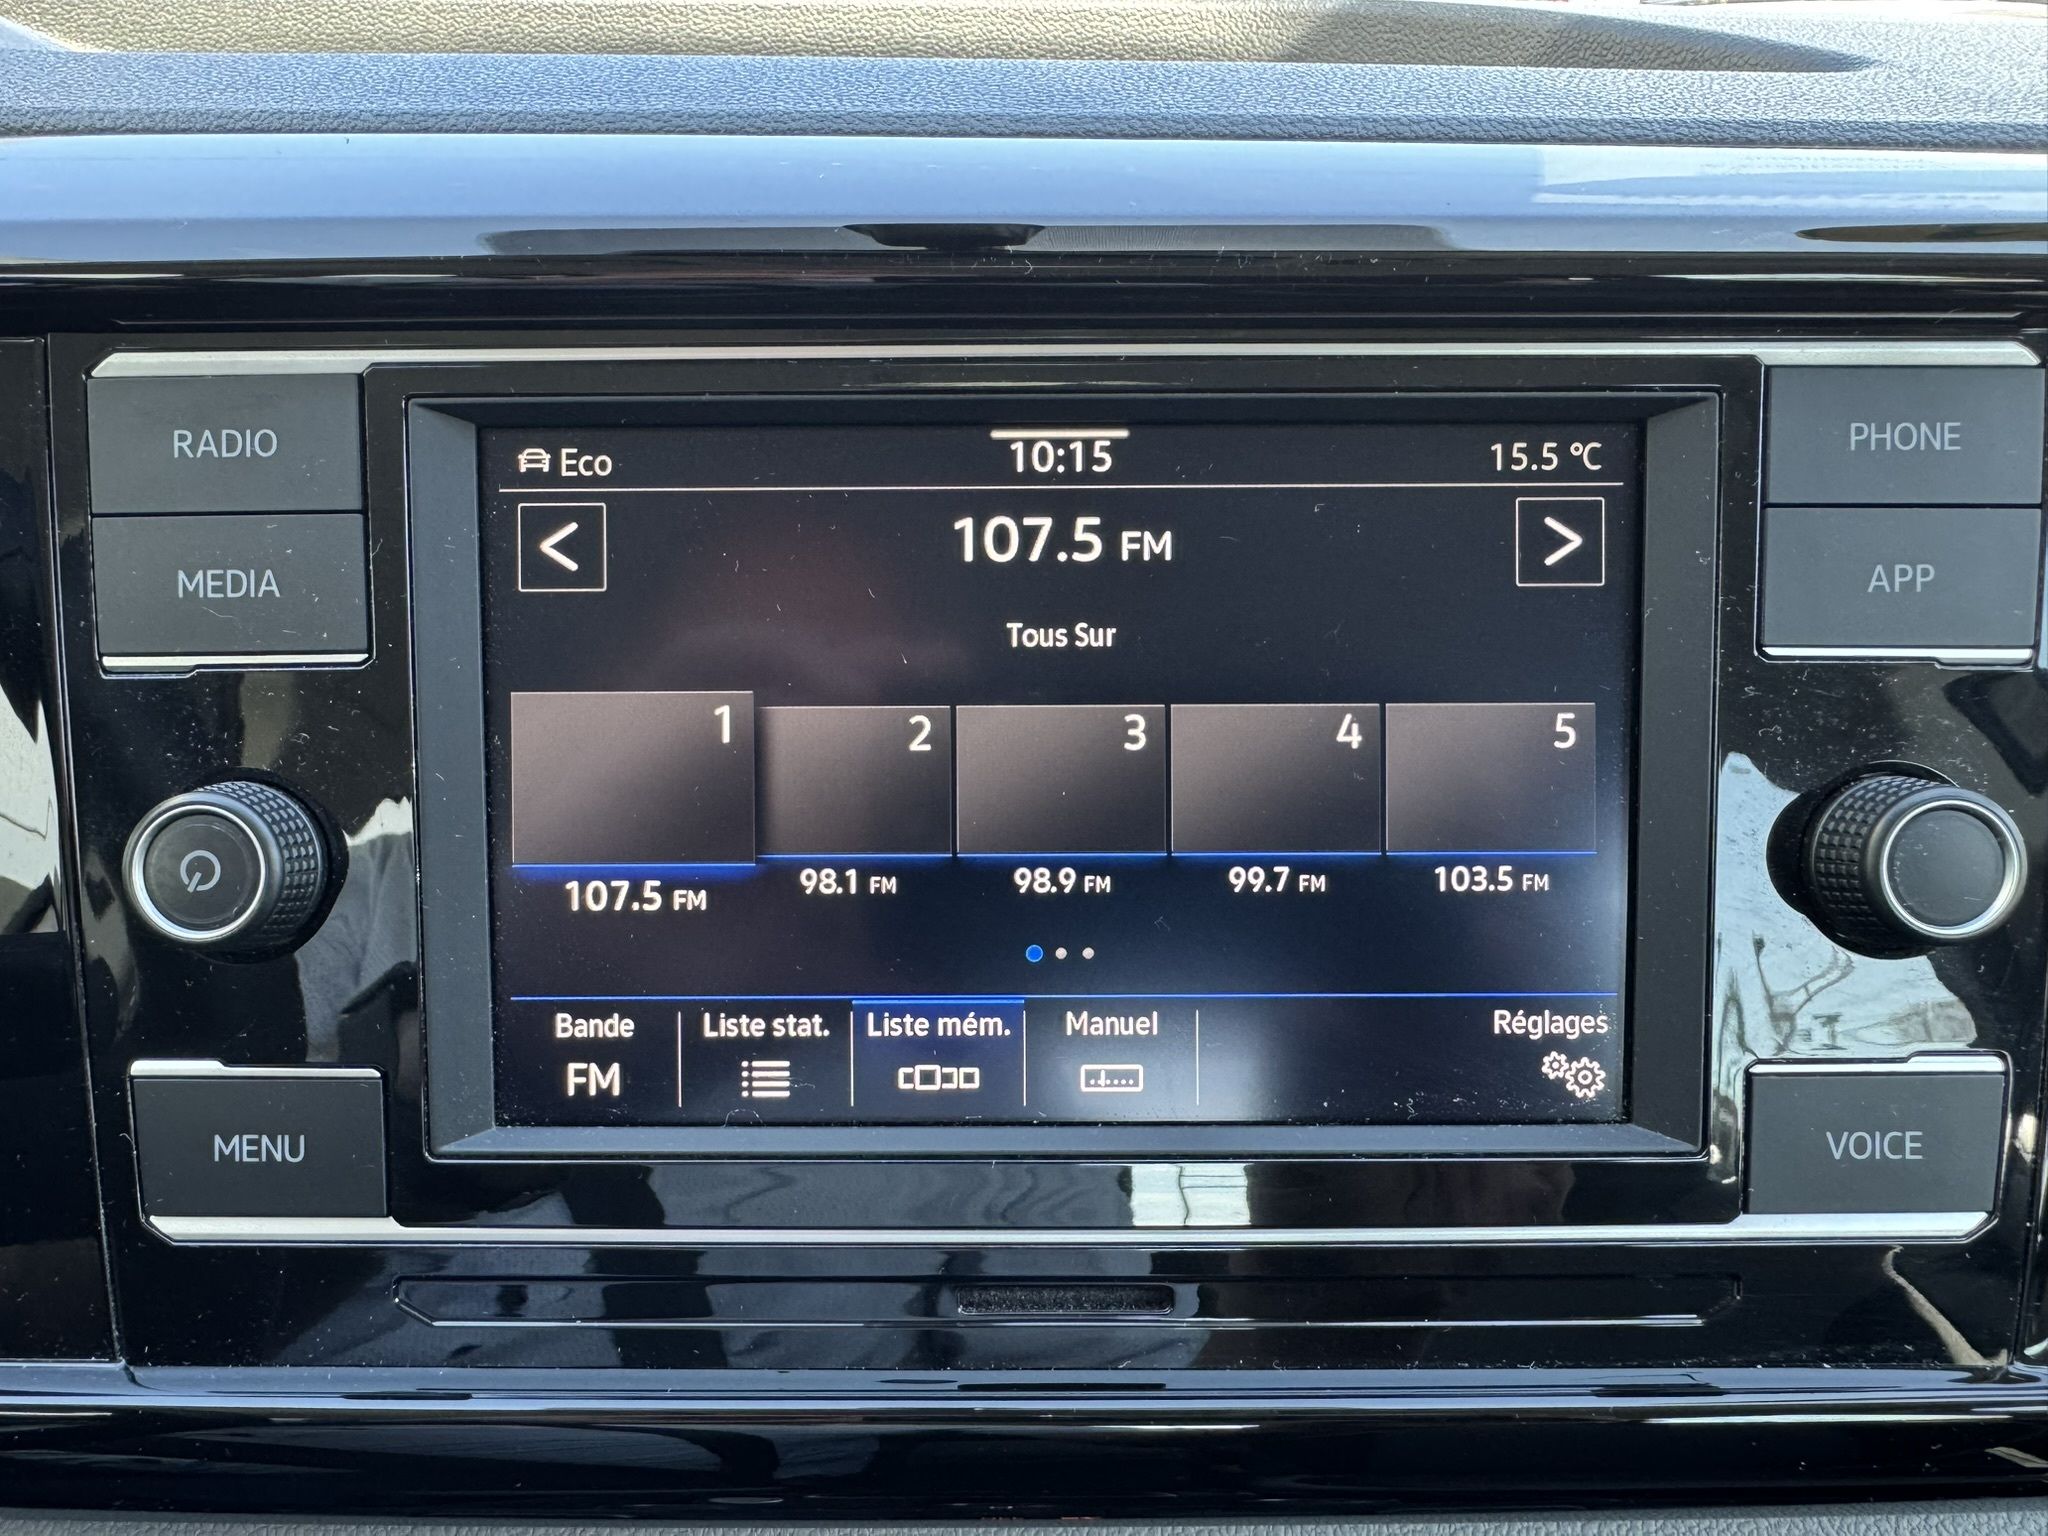 RADIO
MEDIA
MENU
Eco
10:15
15.5 °C
<
107.5 FM
>
Tous Sur
1
2
3
4
5
107.5 FM
98.1 FM
98.9 FM
99.7 FM
103.5 FM
Bande
FM
Liste stat.
Liste mém.
Manuel
Réglages
PHONE
APP
VOICE